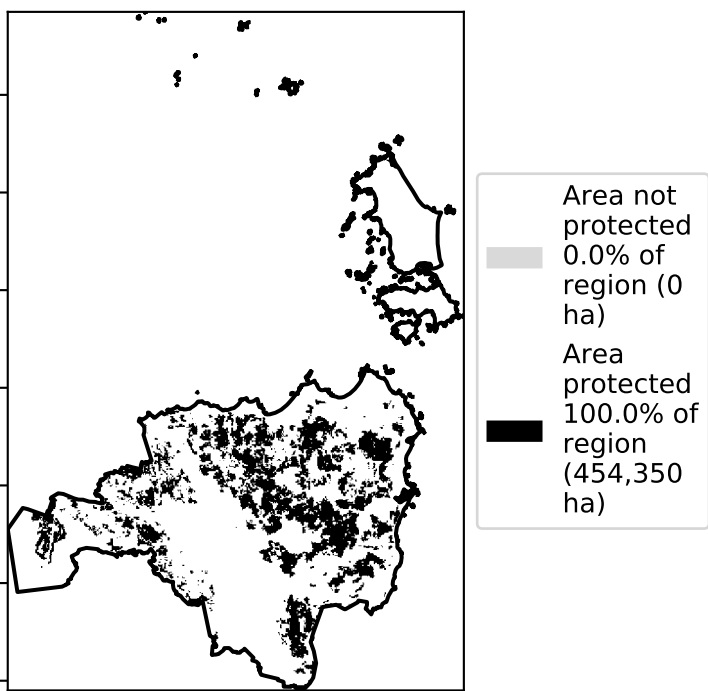 Area not
protected
0.0% of
region (0
ha)
Area
protected
100.0% of
region
(454,350
ha)